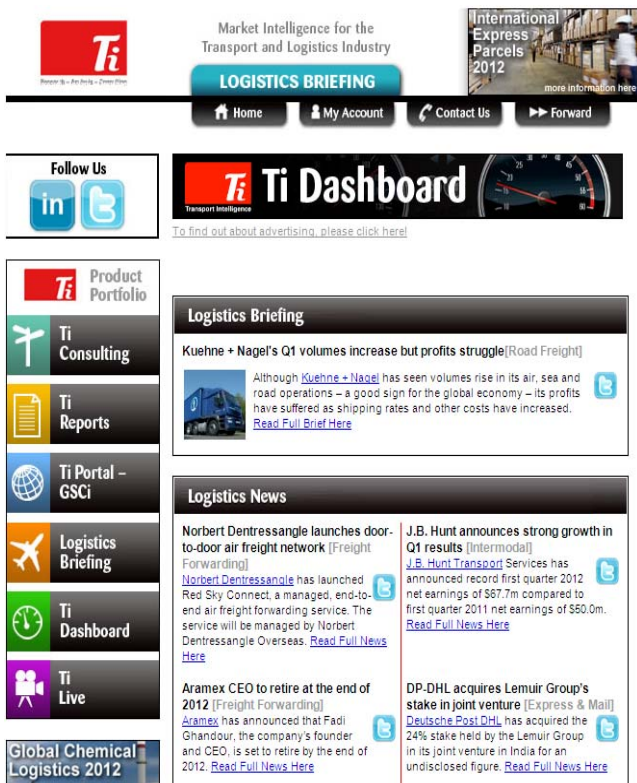 Ti
Market Intelligence for the
Transport and Logistics Industry
LOGISTICS BRIEFING
International
Express
Parcels
2012
more information here
Home
My Account
Contact Us
Forward
Follow Us
in
t
Ti
Transport Intelligence
Ti Dashboard
To find out about advertising, please click here!
Ti
Product
Portfolio
Ti
Consulting
Ti
Reports
Ti Portal –
GSCi
Logistics
Briefing
Ti
Dashboard
Ti
Live
Global Chemical
Logistics 2012
Logistics Briefing
Kuehne + Nagel's Q1 volumes increase but profits struggle[Road Freight]
Although Kuehne + Nagel has seen volumes rise in its air, sea and
road operations – a good sign for the global economy – its profits
have suffered as shipping rates and other costs have increased.
Read Full Brief Here
Logistics News
Norbert Dentressangle launches door-
to-door air freight network [Freight
Forwarding]
Norbert Dentressangle has launched
Red Sky Connect, a managed, end-to-
end air freight forwarding service. The
service will be managed by Norbert
Dentressangle Overseas. Read Full News
Here
J.B. Hunt announces strong growth in
Q1 results [Intermodal]
J.B. Hunt Transport Services has
announced record first quarter 2012
net earnings of $67.7m compared to
first quarter 2011 net earnings of $50.0m.
Read Full News Here
Aramex CEO to retire at the end of
2012 [Freight Forwarding]
Aramex has announced that Fadi
Ghandour, the company's founder
and CEO, is set to retire by the end of
2012. Read Full News Here
DP-DHL acquires Lemuir Group's
stake in joint venture [Express & Mail]
Deutsche Post DHL has acquired the
24% stake held by the Lemuir Group
in its joint venture in India for an
undisclosed figure. Read Full News Here